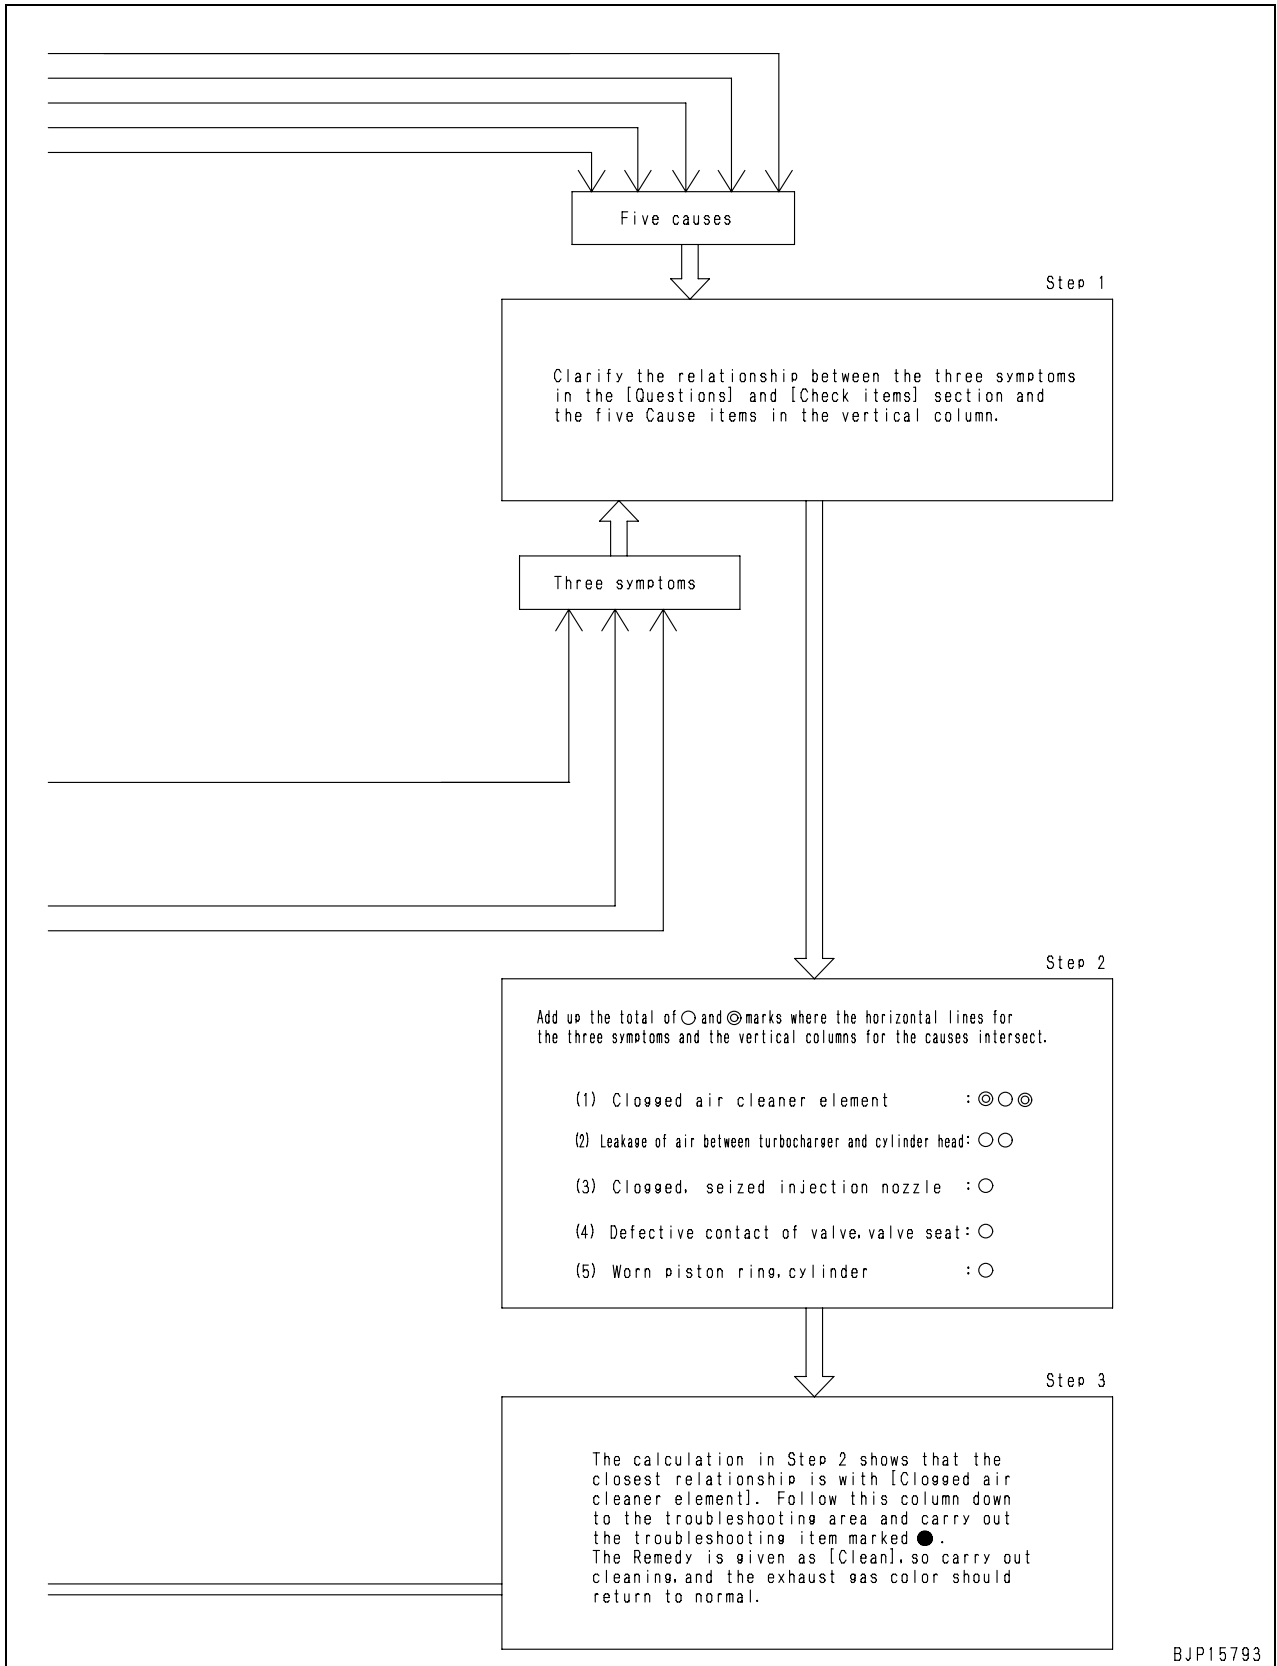 Five causes
Step 1
Clarify the relationship between the three symptoms
in the [Questions] and [Check items] section and
the five Cause items in the vertical column.
Three symptoms
Step 2
Add up the total of ○ and ◎ marks where the horizontal lines for
the three symptoms and the vertical columns for the causes intersect.
(1) Clogged air cleaner element : ◎○◎
(2) Leakage of air between turbocharger and cylinder head: ○○
(3) Clogged, seized injection nozzle : ○
(4) Defective contact of valve, valve seat: ○
(5) Worn piston ring, cylinder : ○
Step 3
The calculation in Step 2 shows that the
closest relationship is with [Clogged air
cleaner element]. Follow this column down
to the troubleshooting area and carry out
the troubleshooting item marked ●.
The Remedy is given as [Clean], so carry out
cleaning, and the exhaust gas color should
return to normal.
BJP15793